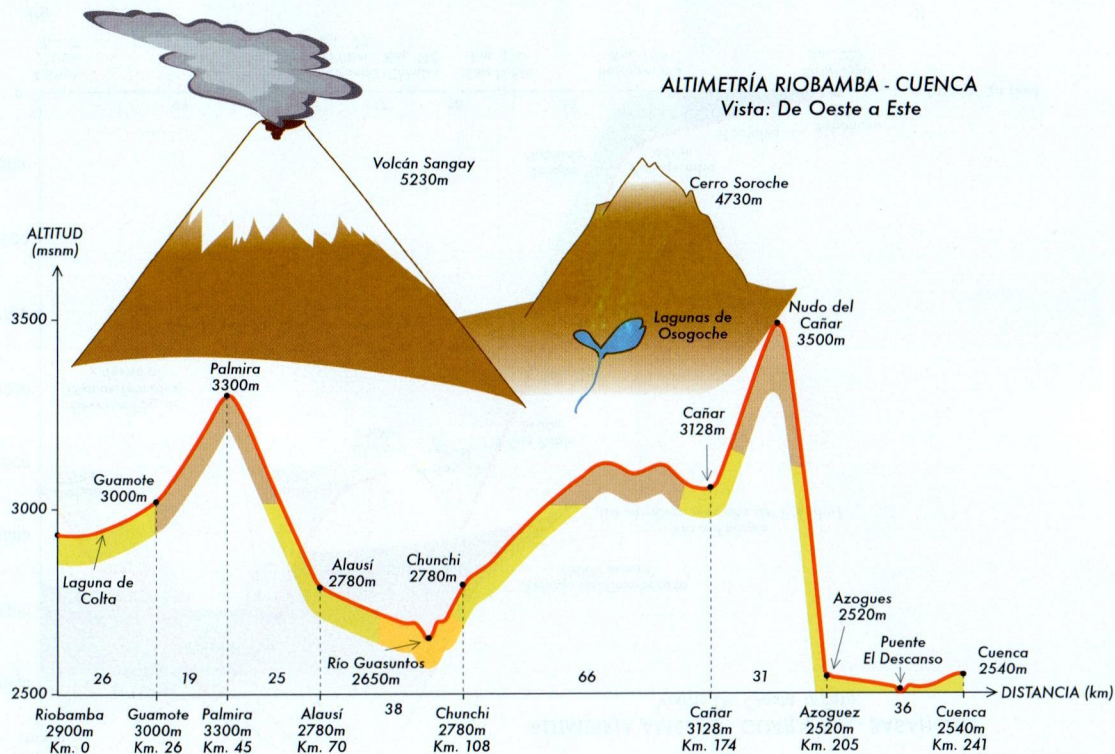 ALTIMETRÍA RIOBAMBA - CUENCA
Vista: De Oeste a Este
Volcán Sangay
5230m
Cerro Soroche
4730m
ALTITUD
(msnm)
3500
3000
2500
Lagunas de
Osogoche
Nudo del
Cañar
3500m
Palmira
3300m
Cañar
3128m
Guamote
3000m
Laguna de
Colta
Alausí
2780m
Chunchi
2780m
Río Guasuntos
2650m
Azogues
2520m
Puente
El Descanso
Cuenca
2540m
26
19
25
38
66
31
36
DISTANCIA (km)
Riobamba
2900m
Km. 0
Guamote
3000m
Km. 26
Palmira
3300m
Km. 45
Alausí
2780m
Km. 70
Chunchi
2780m
Km. 108
Cañar
3128m
Km. 174
Azoguez
2520m
Km. 205
Cuenca
2540m
Km. 241